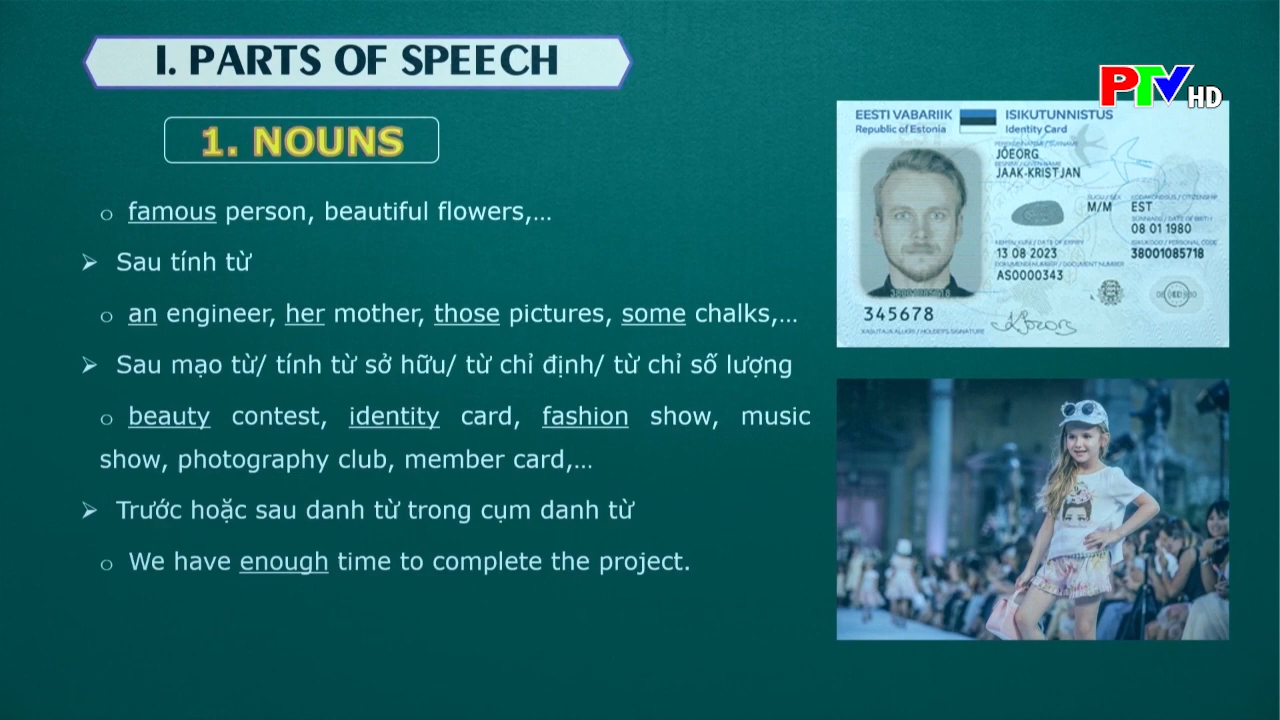 I. PARTS OF SPEECH
1. NOUNS
o famous person, beautiful flowers,...
➢ Sau tính từ
o an engineer, her mother, those pictures, some chalks,...
➢ Sau mạo từ/ tính từ sở hữu/ từ chỉ định/ từ chỉ số lượng
o beauty contest, identity card, fashion show, music
show, photography club, member card,...
➢ Trước hoặc sau danh từ trong cụm danh từ
o We have enough time to complete the project.
PTV HD
EESTI VABARIIK ISIKUTUNNISTUS
Republic of Estonia Identity Card
JÕEORG
JAAK-KRISTJAN
M/M EST
08 01 1980
13 08 2023 38001085718
AS0000343
345678